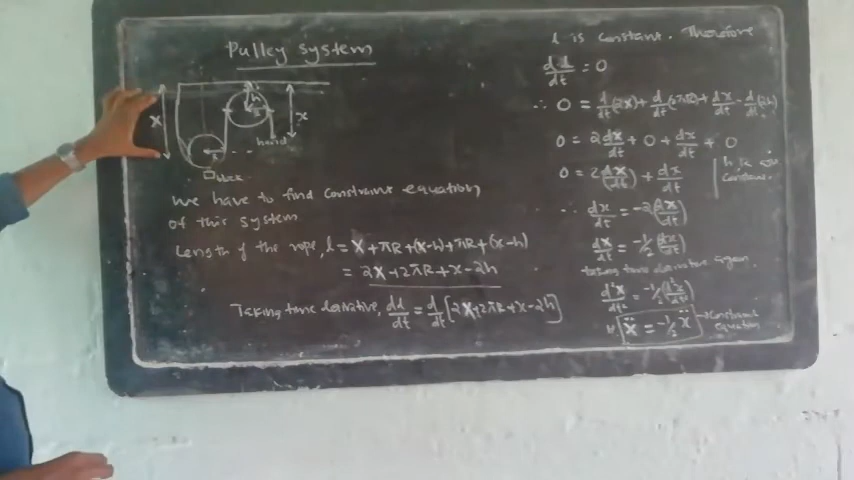 Pulley system
X
h
R
x
hand
R
We have to find constraint equation
of this system
Length of the rope, l = X + πR + (X-h) + πR + (x-h)
= 2X + 2πR + x - 2h
Taking time derivative, dl/dt = d/dt [2X + 2πR + x - 2h]
l is constant. Therefore
dl/dt = 0
∴ 0 = d/dt (2X) + d/dt (2πR) + dx/dt - d/dt (2h)
0 = 2 dX/dt + 0 + dx/dt + 0
0 = 2 (dX/dt) + dx/dt
constant.
∴ dx/dt = -2 (dX/dt)
dX/dt = -1/2 (dx/dt)
taking time derivative again
d²X/dt² = -1/2 (d²x/dt²)
Ẍ = -1/2 ẍ → constraint
equation